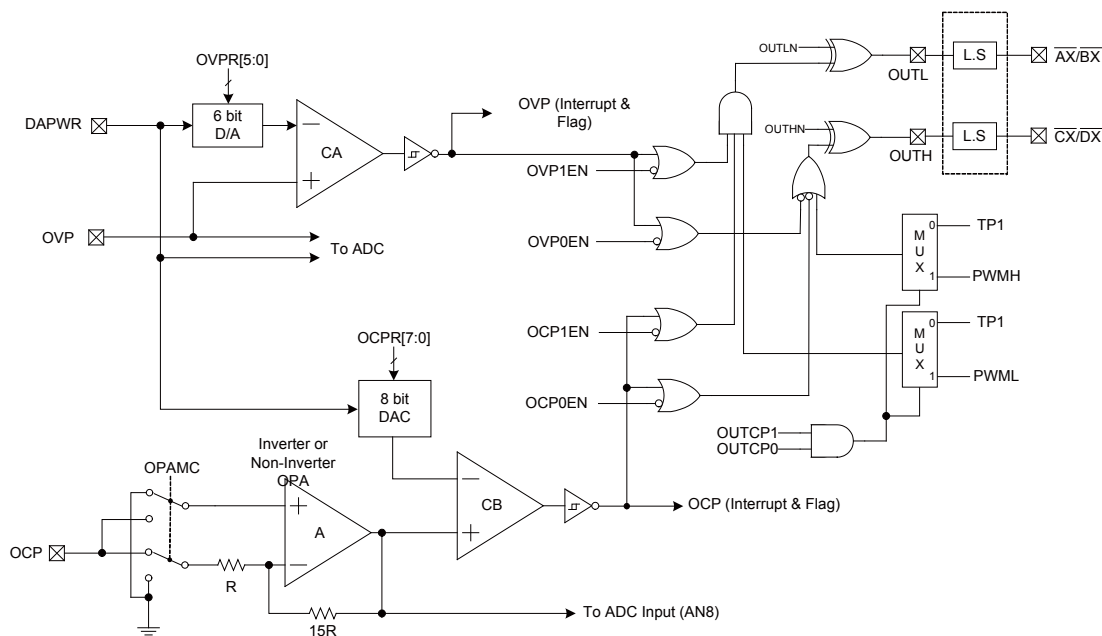 OUTLN
OUTL
L.S
AX/BX
OVPR[5:0]
OVP (Interrupt &
Flag)
DAPWR
6 bit
D/A
CA
OUTHN
OUTH
L.S
CX/DX
OVP1EN
OVP
OVP0EN
To ADC
MUX
0
1
TP1
PWMH
OCPR[7:0]
OCP1EN
MUX
0
1
TP1
PWML
8 bit
DAC
OCP0EN
OUTCP1
OUTCP0
Inverter or
Non-Inverter
OPA
OPAMC
CB
OCP (Interrupt & Flag)
A
OCP
R
15R
To ADC Input (AN8)